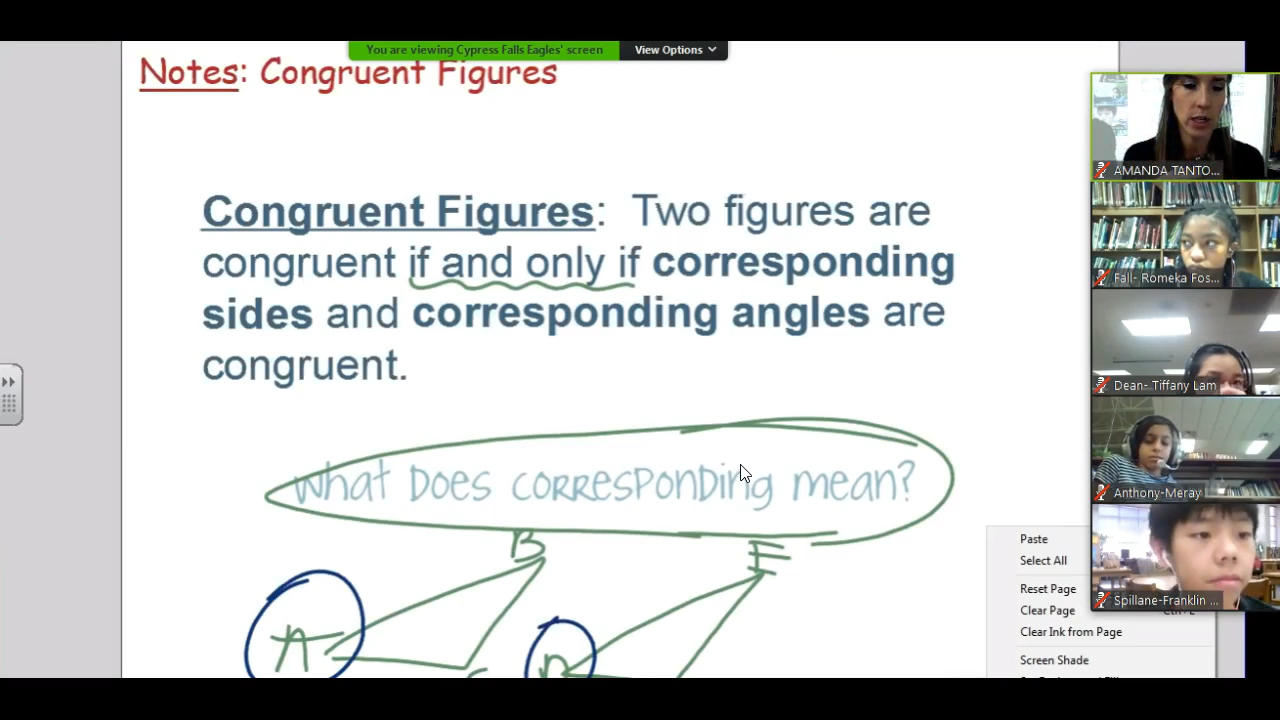 You are viewing Cypress Falls Eagles' screen
View Options
Notes: Congruent Figures
Congruent Figures: Two figures are
congruent if and only if corresponding
sides and corresponding angles are
congruent.
What Does corresponding mean?
B
E
A
D
C
AMANDA TANTO...
Fall- Romeka Fos...
Dean- Tiffany Lam
Anthony-Meray
Spillane-Franklin ...
Paste
Select All
Reset Page
Clear Page
Clear Ink from Page
Screen Shade